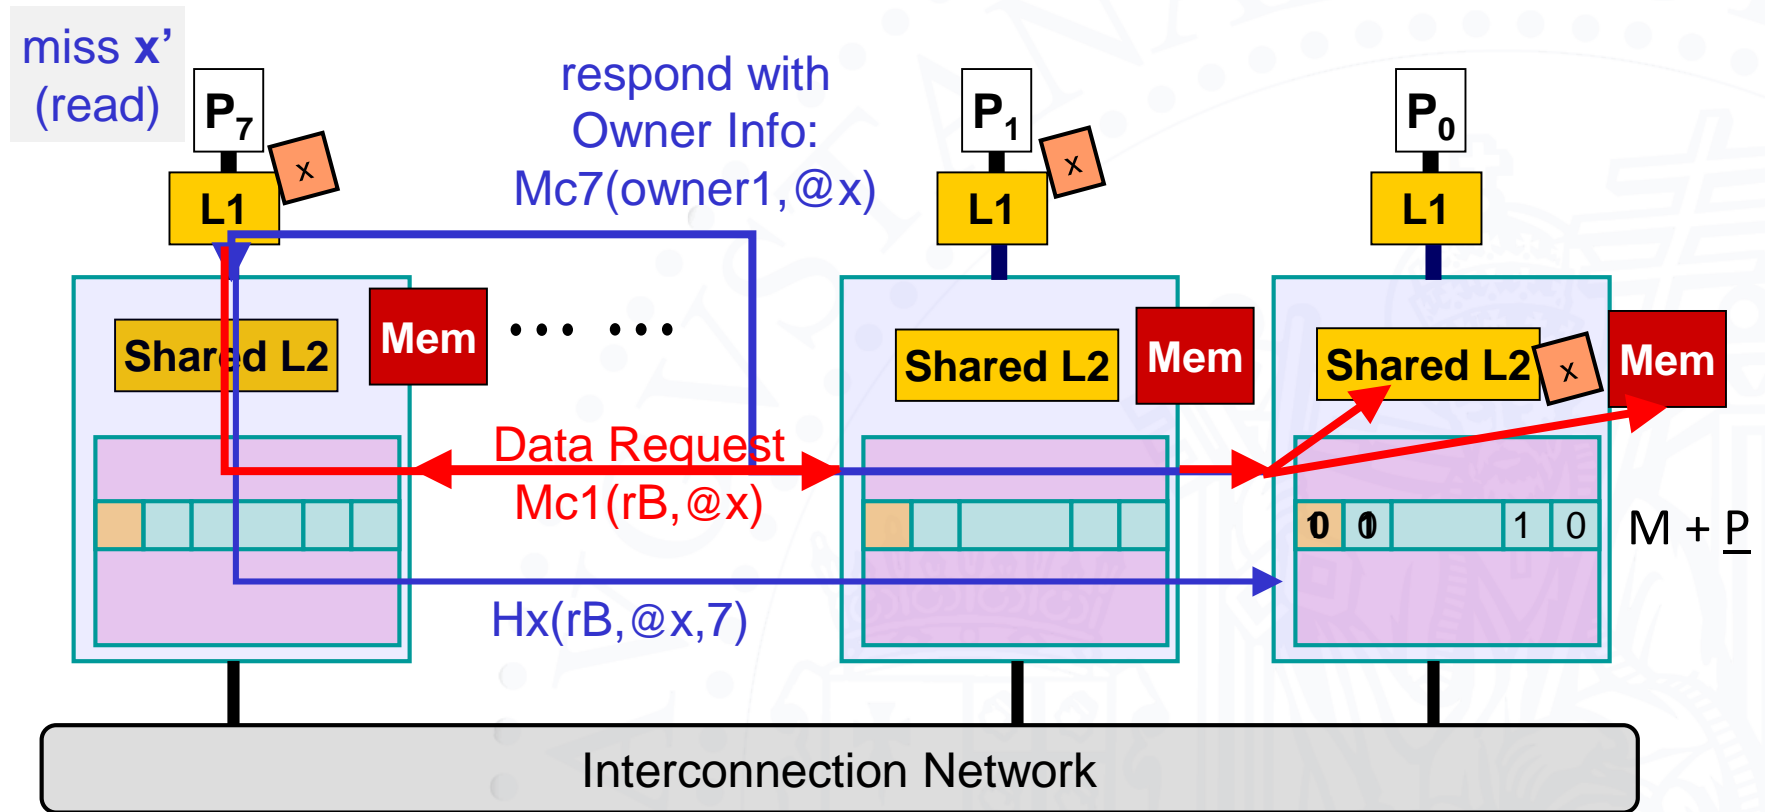 miss x’
(read)
P7
x
L1
respond with
Owner Info:
Mc7(owner1,@x)
P1
x
L1
P0
L1
Shared L2
Mem
... ...
Shared L2
Mem
Shared L2
x
Mem
Data Request
Mc1(rB,@x)
1 0
M + P
Hx(rB,@x,7)
Interconnection Network